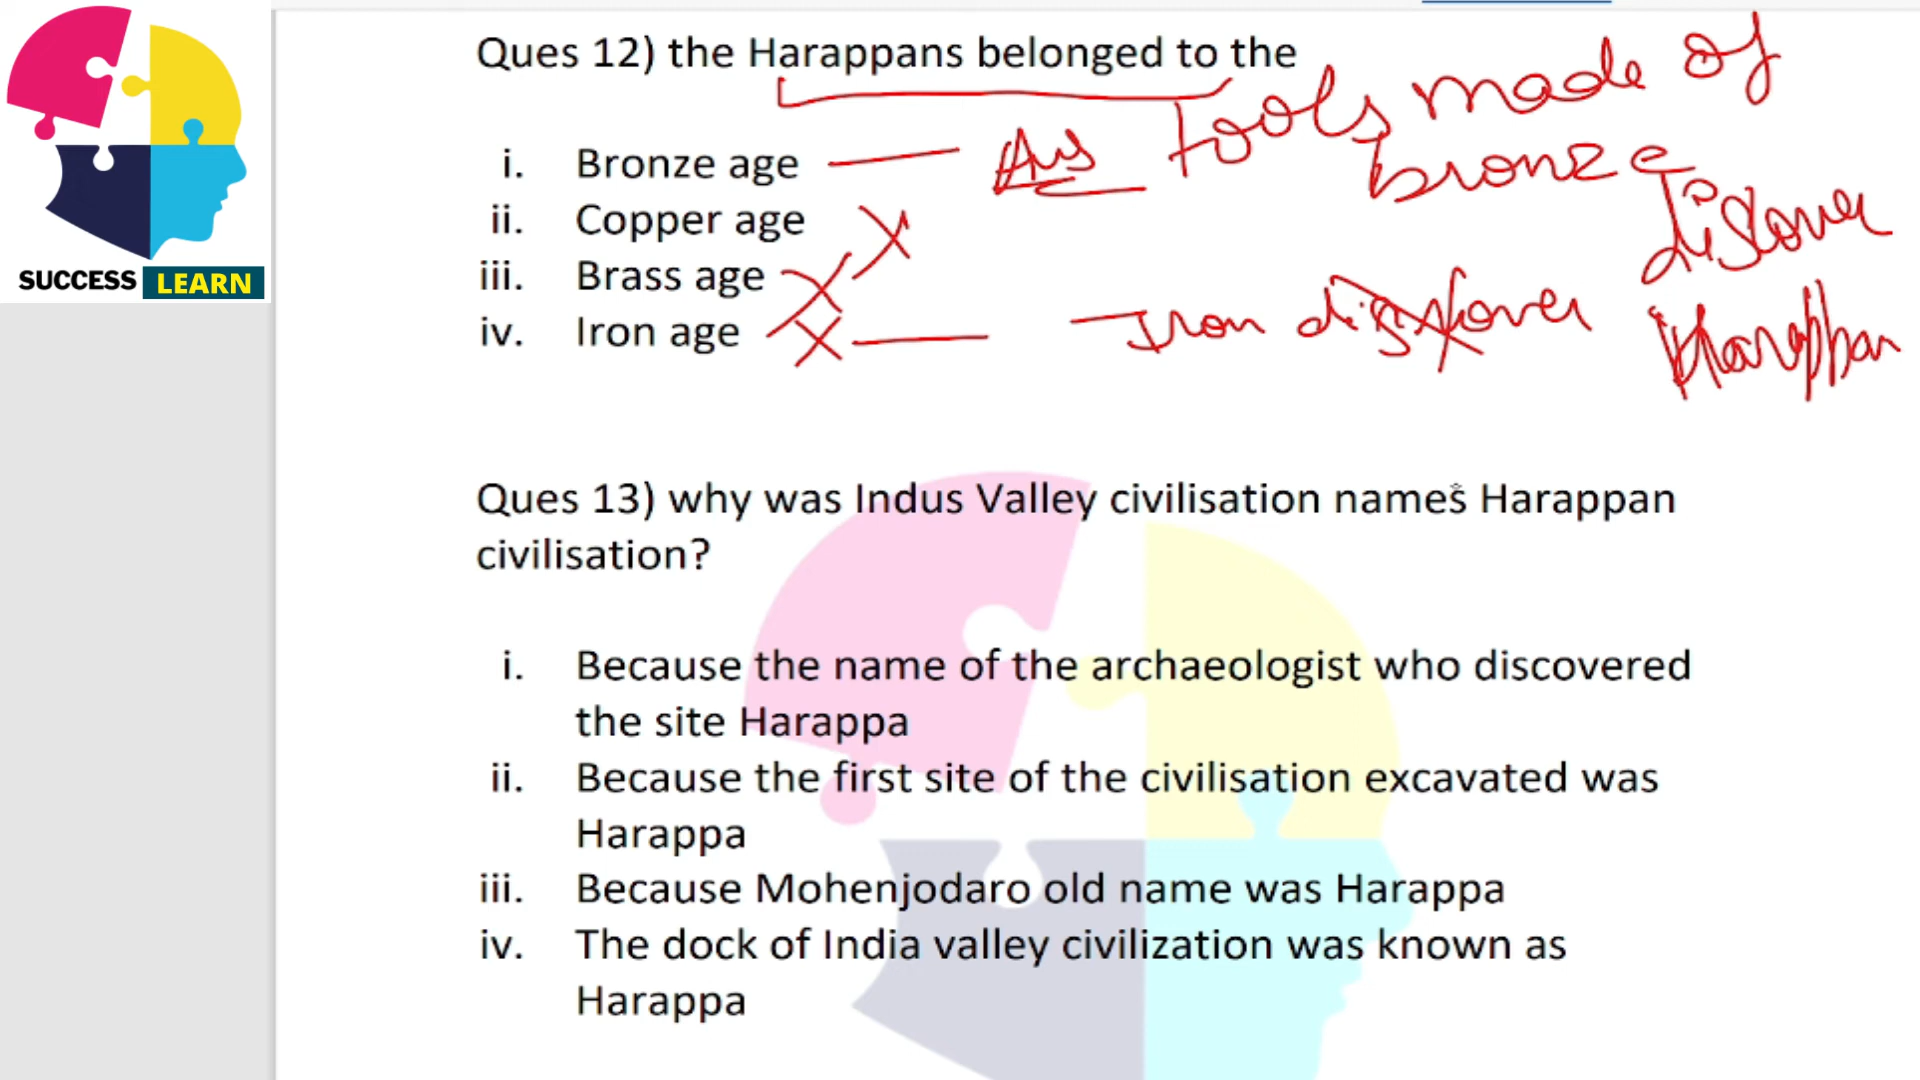 SUCCESS LEARN
Ques 12) the Harappans belonged to the
i. Bronze age
Ans tools made of
bronze
discover
Harappan
ii. Copper age
iii. Brass age
iv. Iron age
Iron discover
Ques 13) why was Indus Valley civilisation names Harappan
civilisation?
i. Because the name of the archaeologist who discovered
the site Harappa
ii. Because the first site of the civilisation excavated was
Harappa
iii. Because Mohenjodaro old name was Harappa
iv. The dock of India valley civilization was known as
Harappa